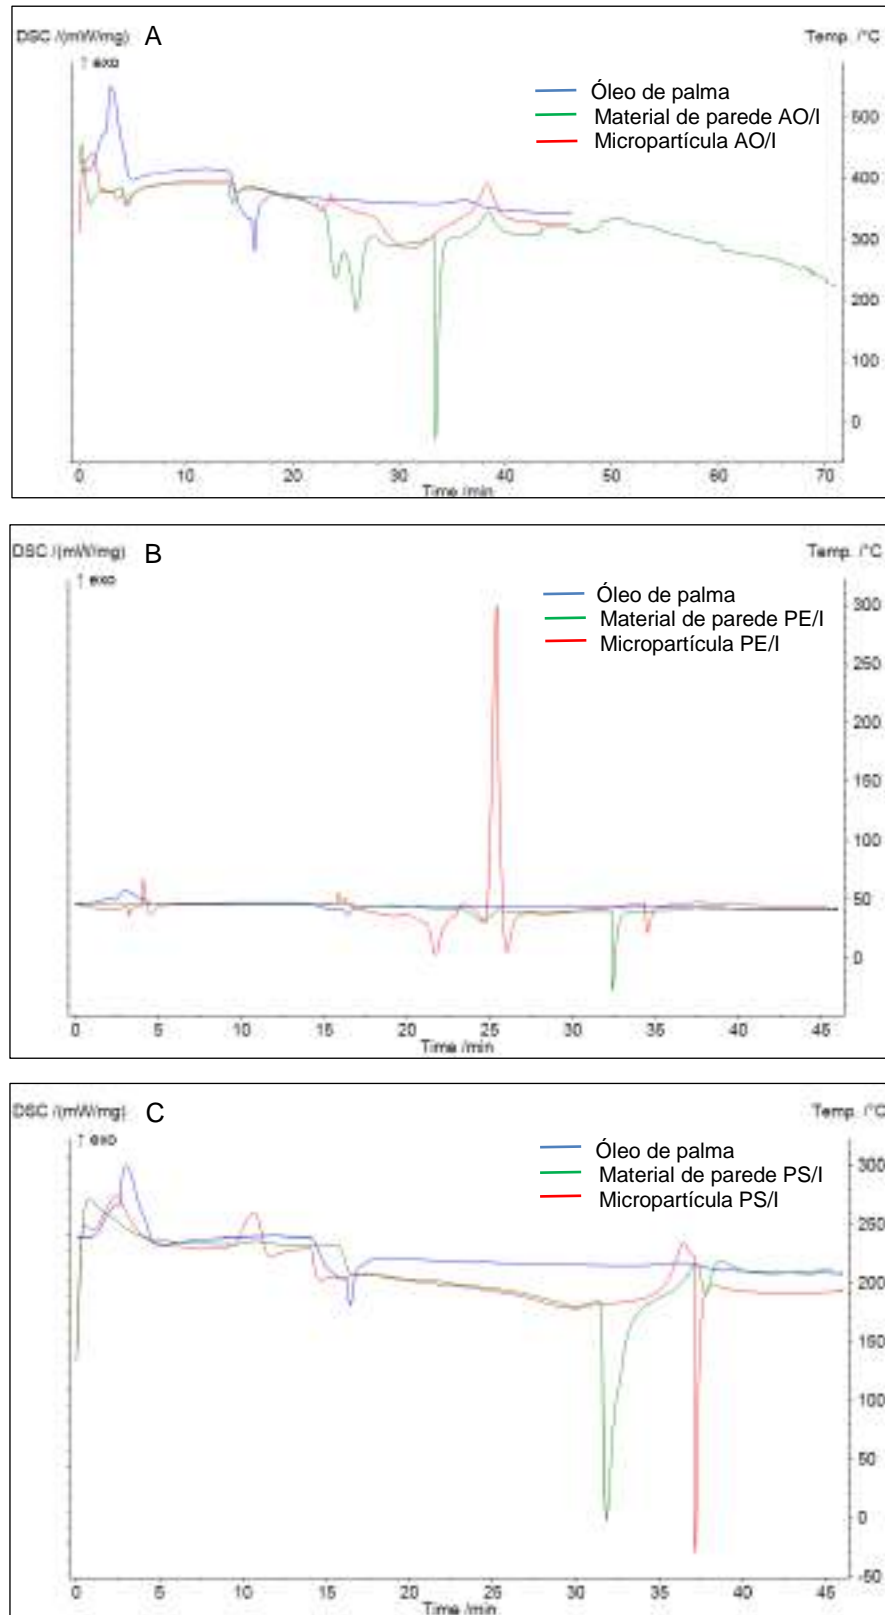 DSC /(mW/mg) A Temp. /°C
↑ exo
Óleo de palma
Material de parede AO/I
Micropartícula AO/I
500
400
300
200
100
0
0 10 20 30 40 50 60 70
Time /min
DSC /(mW/mg) B Temp. /°C
↑ exo
Óleo de palma
Material de parede PE/I
Micropartícula PE/I
300
250
200
150
100
50
0
0 5 10 15 20 25 30 35 40 45
Time /min
DSC /(mW/mg) C Temp. /°C
↑ exo
Óleo de palma
Material de parede PS/I
Micropartícula PS/I
300
250
200
150
100
50
0
-50
0 5 10 15 20 25 30 35 40 45
Time /min